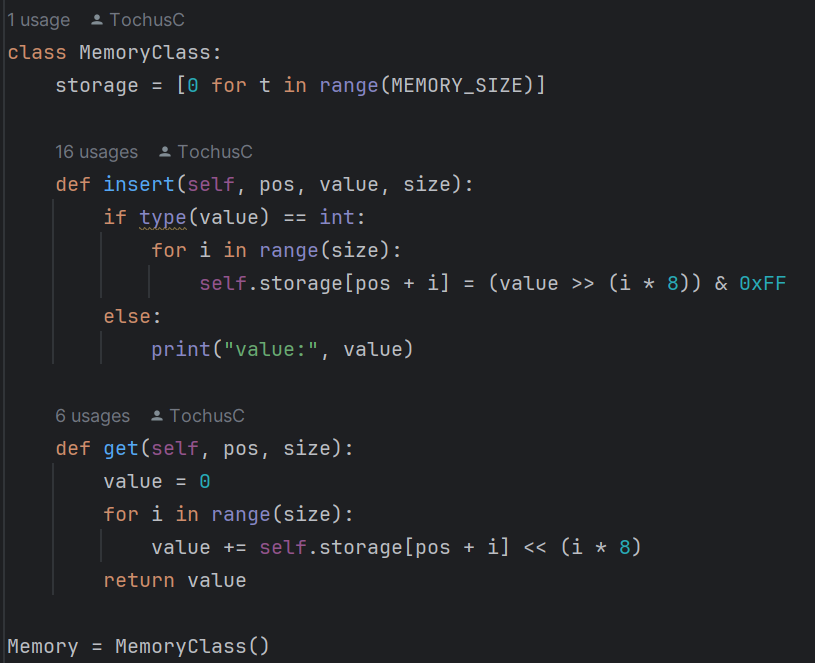 1 usage TochusC
class MemoryClass:
    storage = [0 for t in range(MEMORY_SIZE)]
    16 usages TochusC
    def insert(self, pos, value, size):
        if type(value) == int:
            for i in range(size):
                self.storage[pos + i] = (value >> (i * 8)) & 0xFF
        else:
            print("value:", value)
    6 usages TochusC
    def get(self, pos, size):
        value = 0
        for i in range(size):
            value += self.storage[pos + i] << (i * 8)
        return value
Memory = MemoryClass()